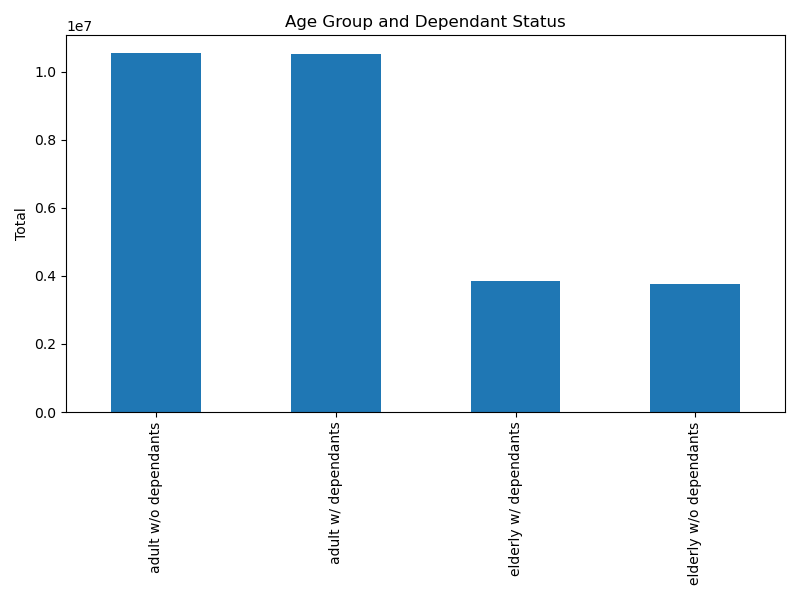 Age Group and Dependant Status
1e7
1.0
0.8
0.6
0.4
0.2
0.0
Total
adult w/o dependants
adult w/ dependants
elderly w/ dependants
elderly w/o dependants